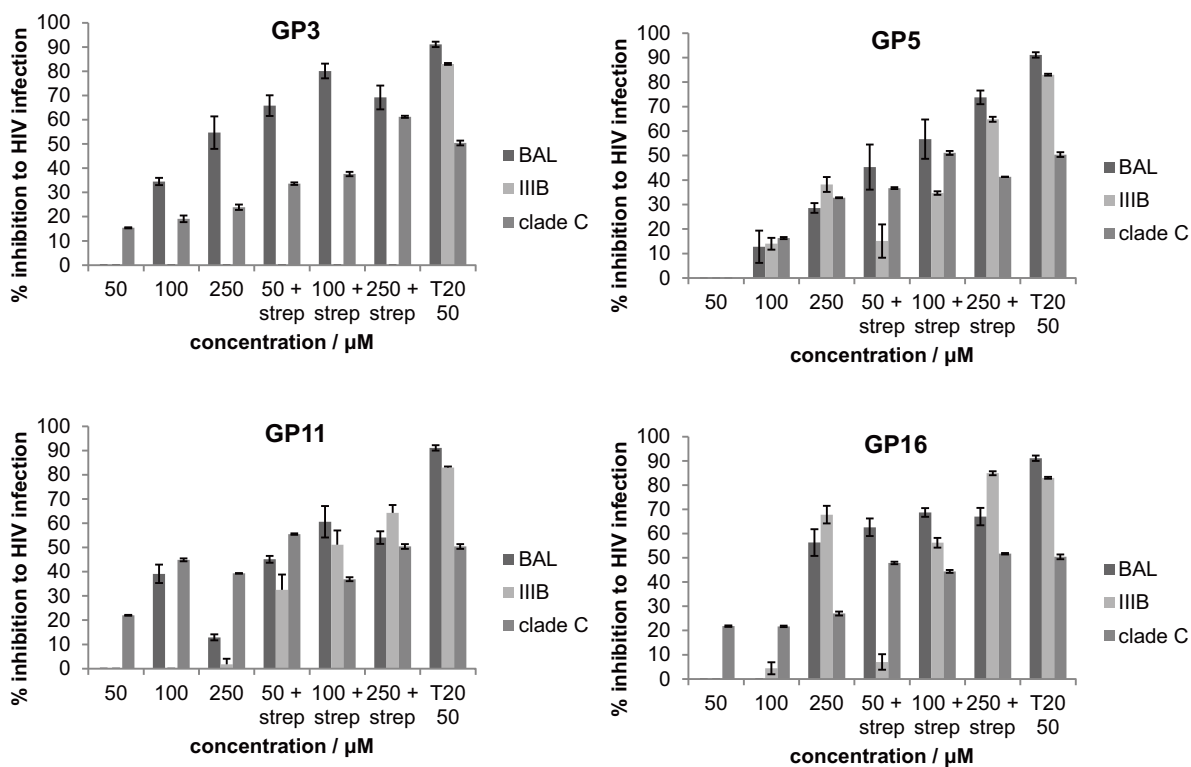 GP3
% inhibition to HIV infection
100
90
80
70
60
50
40
30
20
10
0
50 100 250 50 + 100 + 250 + T20
strep strep strep 50
concentration / µM
BAL
IIIB
clade C
GP5
% inhibition to HIV infection
100
90
80
70
60
50
40
30
20
10
0
50 100 250 50 + 100 + 250 + T20
strep strep strep 50
concentration / µM
BAL
IIIB
clade C
GP11
% inhibition to HIV infection
100
90
80
70
60
50
40
30
20
10
0
50 100 250 50 + 100 + 250 + T20
strep strep strep 50
concentration / µM
BAL
IIIB
clade C
GP16
% inhibition to HIV infection
100
90
80
70
60
50
40
30
20
10
0
50 100 250 50 + 100 + 250 + T20
strep strep strep 50
concentration / µM
BAL
IIIB
clade C